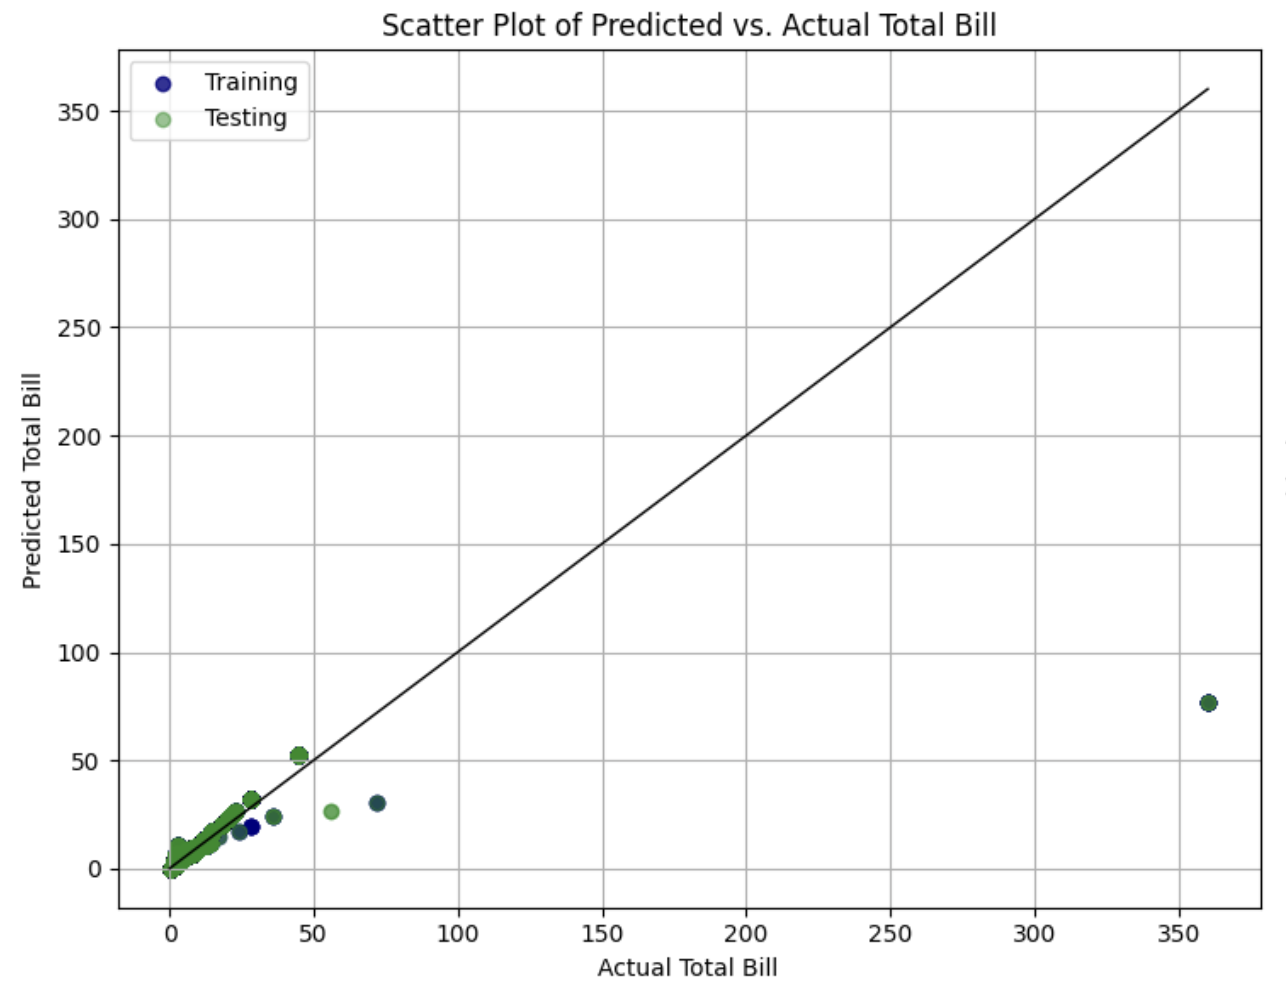 Scatter Plot of Predicted vs. Actual Total Bill
Training
Testing
350
300
250
200
150
100
50
0
Predicted Total Bill
0 50 100 150 200 250 300 350
Actual Total Bill